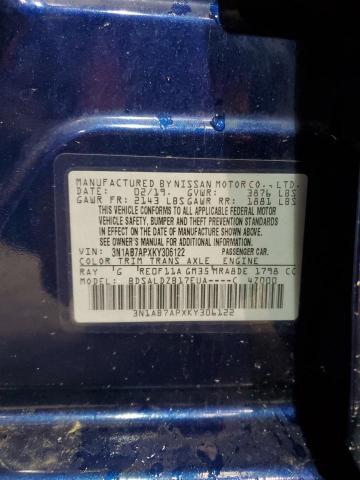 MANUFACTURED BY NISSAN MOTOR CO., LTD.
DATE: 02/19. GVWR: 3876 LBS
GAWR FR: 2143 LBS GAWR RR: 1881 LBS
THIS VEHICLE CONFORMS TO ALL APPLICABLE FEDERAL MOTOR
VEHICLE SAFETY, BUMPER AND THEFT PREVENTION STANDARDS
IN EFFECT ON THE DATE OF MANUFACTURE SHOWN ABOVE.
SEE OWNER'S MANUAL FOR ADDITIONAL INFORMATION.
VIN: 3N1AB7APXKY306122 PASSENGER CAR.
COLOR TRIM TRANS AXLE ENGINE
RAY G RE0F11A GM35 MRA8DE 1798 CC
MODEL: BDSALDZB17EUA----C 47000
3N1AB7APXKY306122